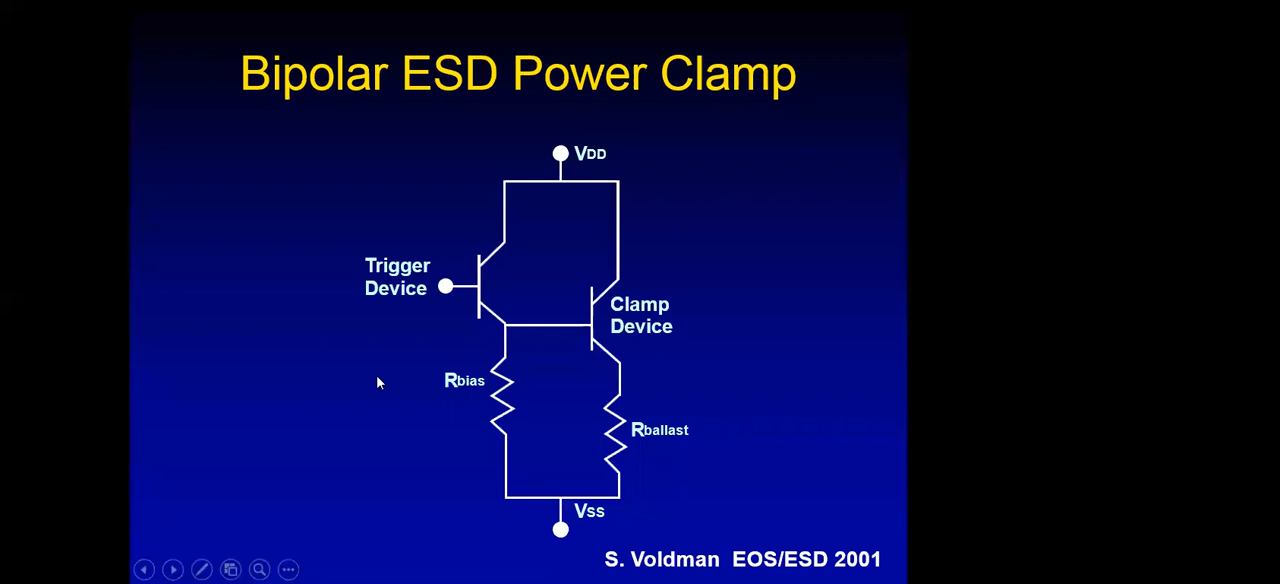 Bipolar ESD Power Clamp
VDD
Trigger
Device
Clamp
Device
Rbias
Rballast
VSS
S. Voldman EOS/ESD 2001